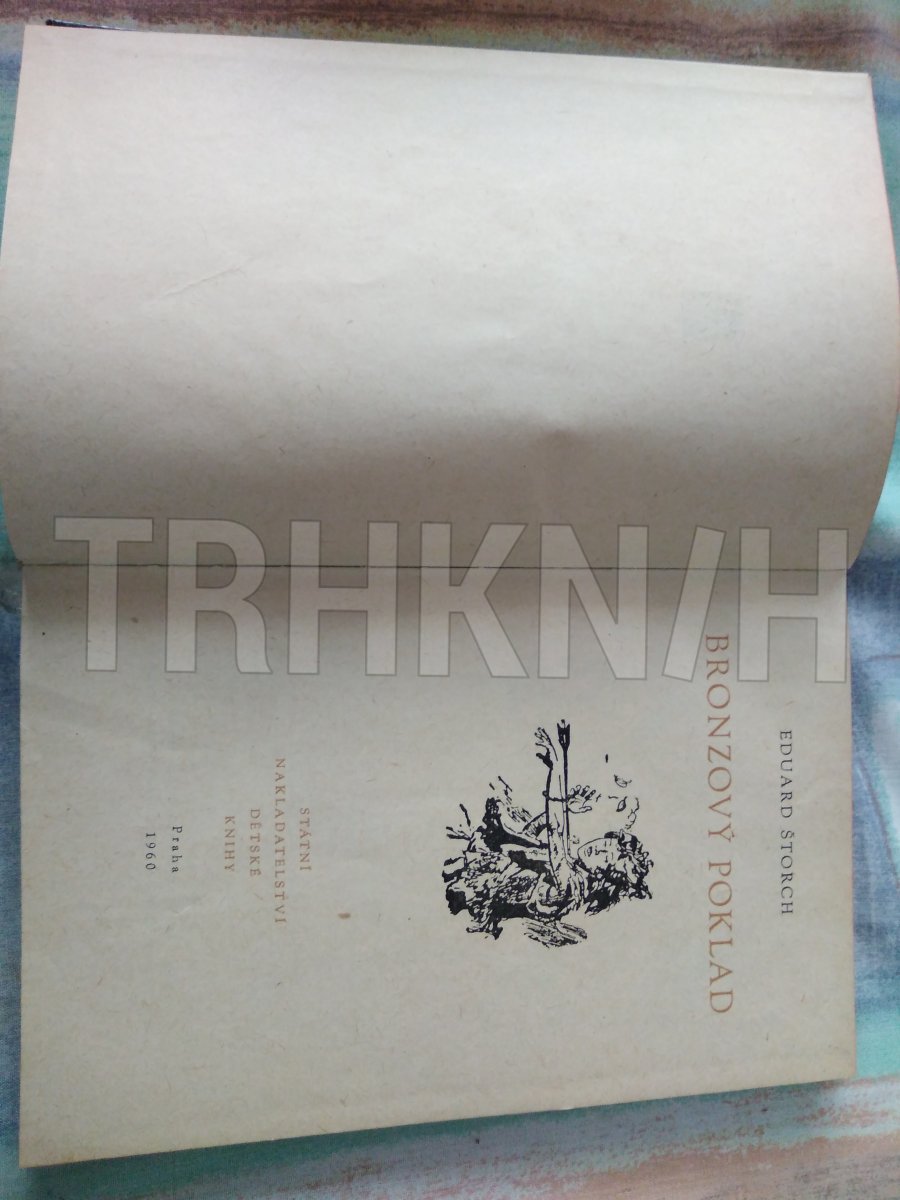 EDUARD ŠTORCH
BRONZOVÝ POKLAD
STÁTNÍ
NAKLADATELSTVÍ
DĚTSKÉ
KNIHY
Praha
1960
TRHKNIH